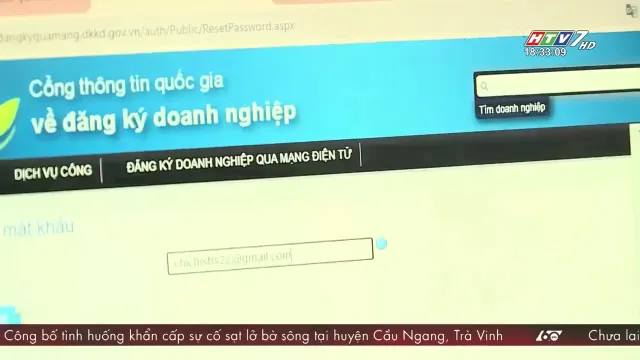 dangkyquamang.dkkd.gov.vn/auth/Public/ResetPassword.aspx
HTV7 HD
18:33:09
Cổng thông tin quốc gia
về đăng ký doanh nghiệp
Tìm doanh nghiệp
DỊCH VỤ CÔNG
ĐĂNG KÝ DOANH NGHIỆP QUA MẠNG ĐIỆN TỬ
mật khẩu
Công bố tình huống khẩn cấp sự cố sạt lở bờ sông tại huyện Cầu Ngang, Trà Vinh
60
Chưa lai